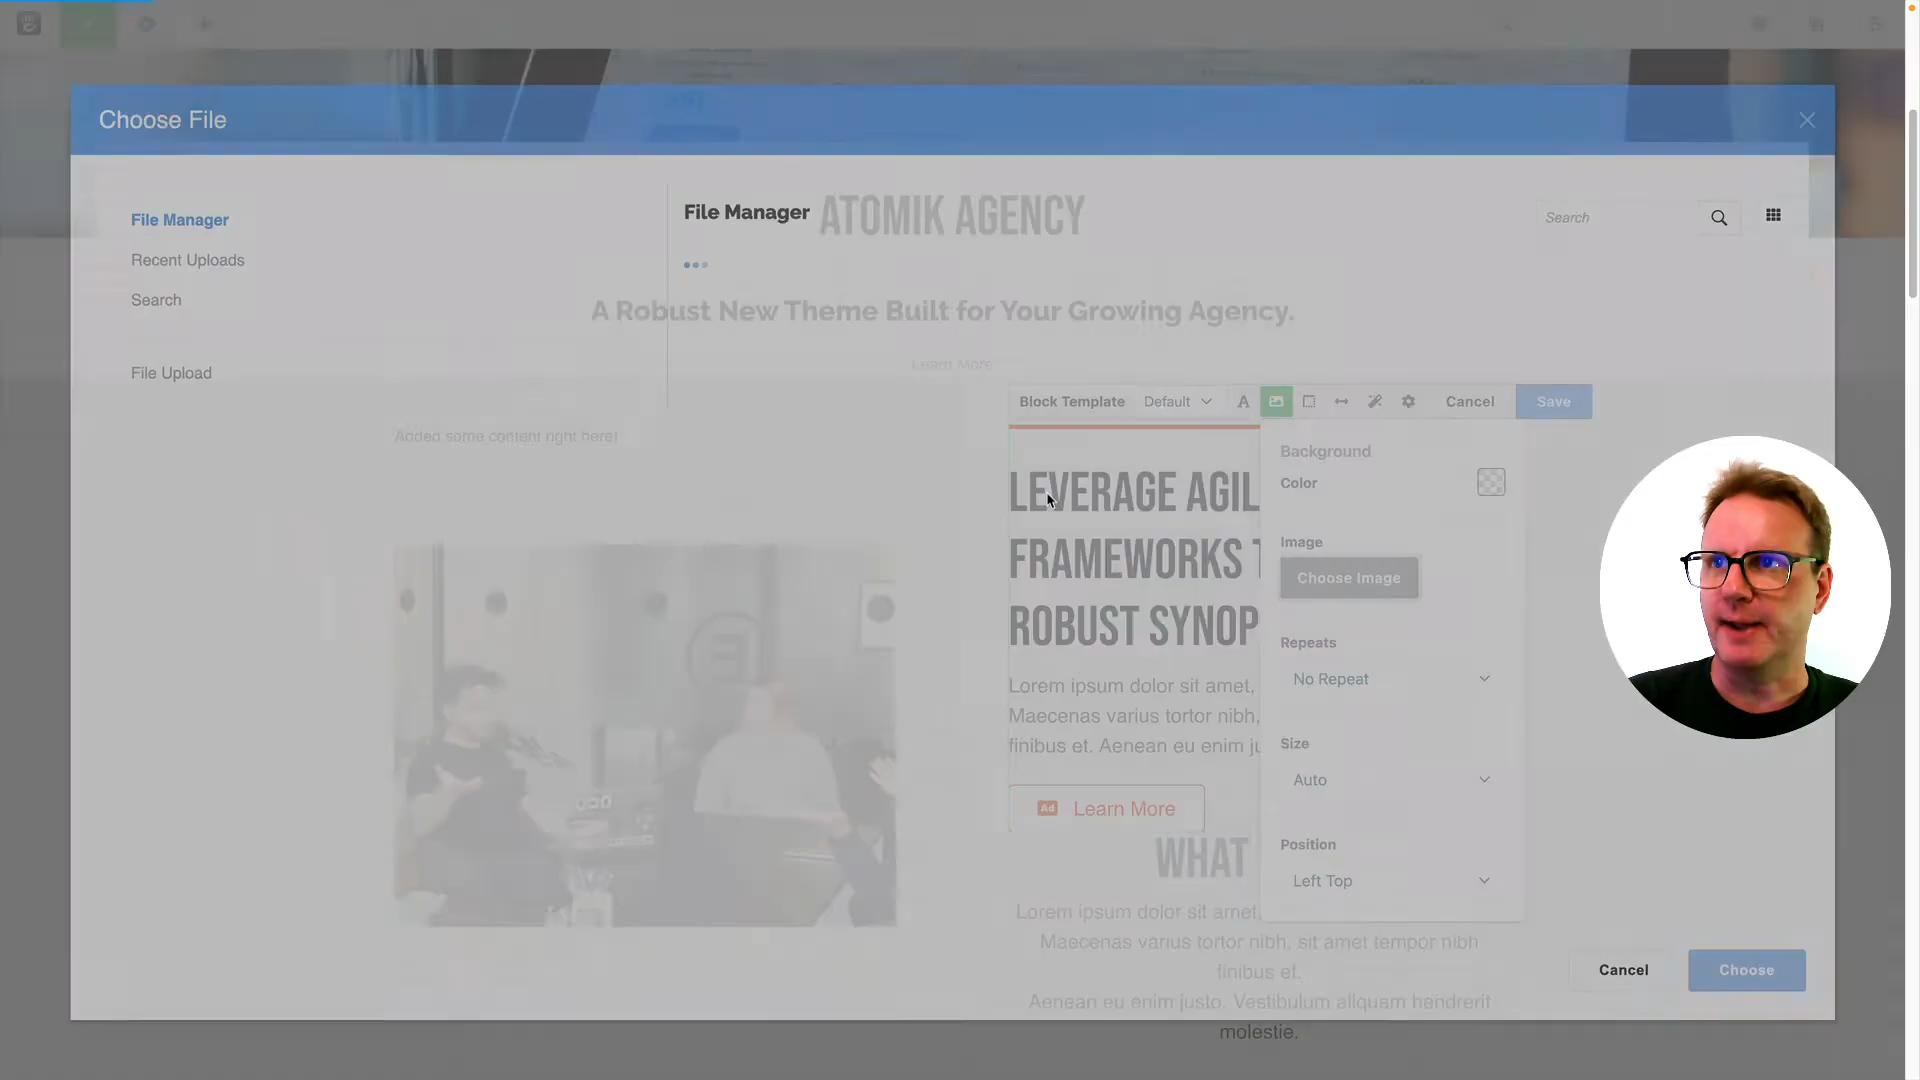 Choose File
File Manager
Recent Uploads
Search
File Upload
File Manager
Search
ATOMIK AGENCY
A Robust New Theme Built for Your Growing Agency.
Learn More
Added some content right here!
Block Template Default Cancel Save
LEVERAGE AGIL
FRAMEWORKS T
ROBUST SYNOP
Lorem ipsum dolor sit amet,
Maecenas varius tortor nibh,
finibus et. Aenean eu enim ju
Ad Learn More
Background
Color
Image
Choose Image
Repeats
No Repeat
Size
Auto
Position
Left Top
WHAT
Lorem ipsum dolor sit amet,
Maecenas varius tortor nibh, sit amet tempor nibh
finibus et.
Aenean eu enim justo. Vestibulum aliquam hendrerit
molestie.
Cancel Choose